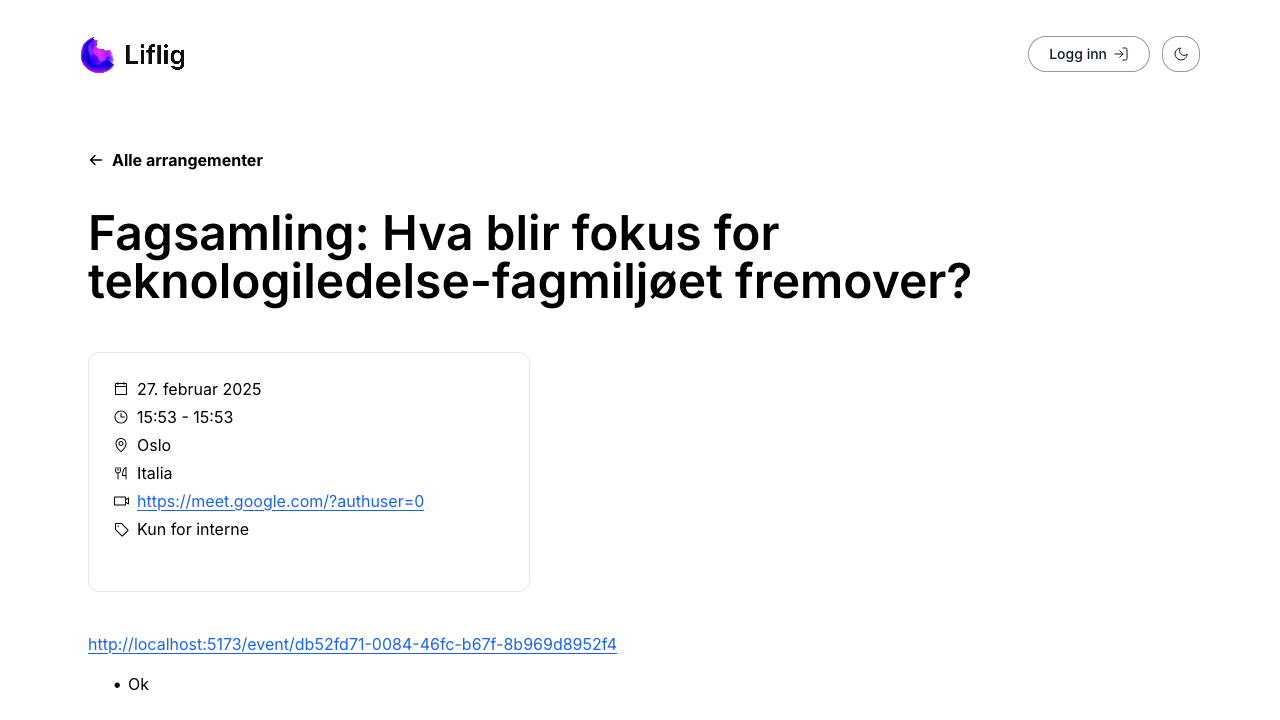 Liflig
Logg inn
Alle arrangementer
Fagsamling: Hva blir fokus for
teknologiledelse-fagmiljøet fremover?
27. februar 2025
15:53 - 15:53
Oslo
Italia
https://meet.google.com/?authuser=0
Kun for interne
http://localhost:5173/event/db52fd71-0084-46fc-b67f-8b969d8952f4
• Ok